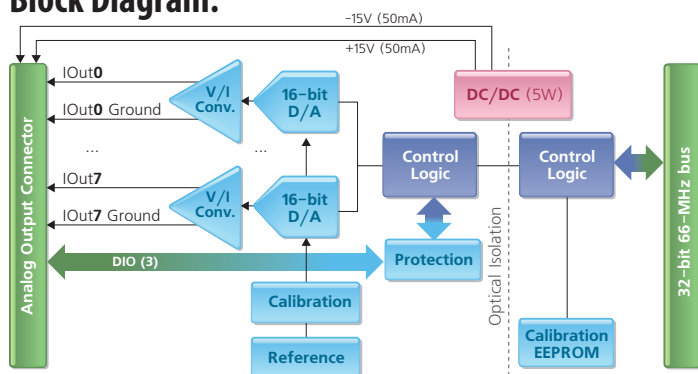 Block Diagram:
-15V (50mA)
+15V (50mA)
DC/DC (5W)
IOut0
IOut0 Ground
...
IOut7
IOut7 Ground
V/I
Conv.
16-bit
D/A
...
V/I
Conv.
16-bit
D/A
Control
Logic
Control
Logic
Analog Output Connector
32-bit 66-MHz bus
DIO (3)
Protection
Optical Isolation
Calibration
Reference
Calibration
EEPROM